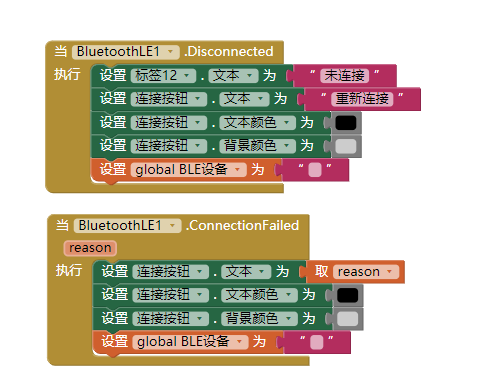 当 BluetoothLE1 .Disconnected
执行 设置 标签12 . 文本 为 " 未连接 "
设置 连接按钮 . 文本 为 " 重新连接 "
设置 连接按钮 . 文本颜色 为
设置 连接按钮 . 背景颜色 为
设置 global BLE设备 为 " "
当 BluetoothLE1 .ConnectionFailed
reason
执行 设置 连接按钮 . 文本 为 取 reason
设置 连接按钮 . 文本颜色 为
设置 连接按钮 . 背景颜色 为
设置 global BLE设备 为 " "